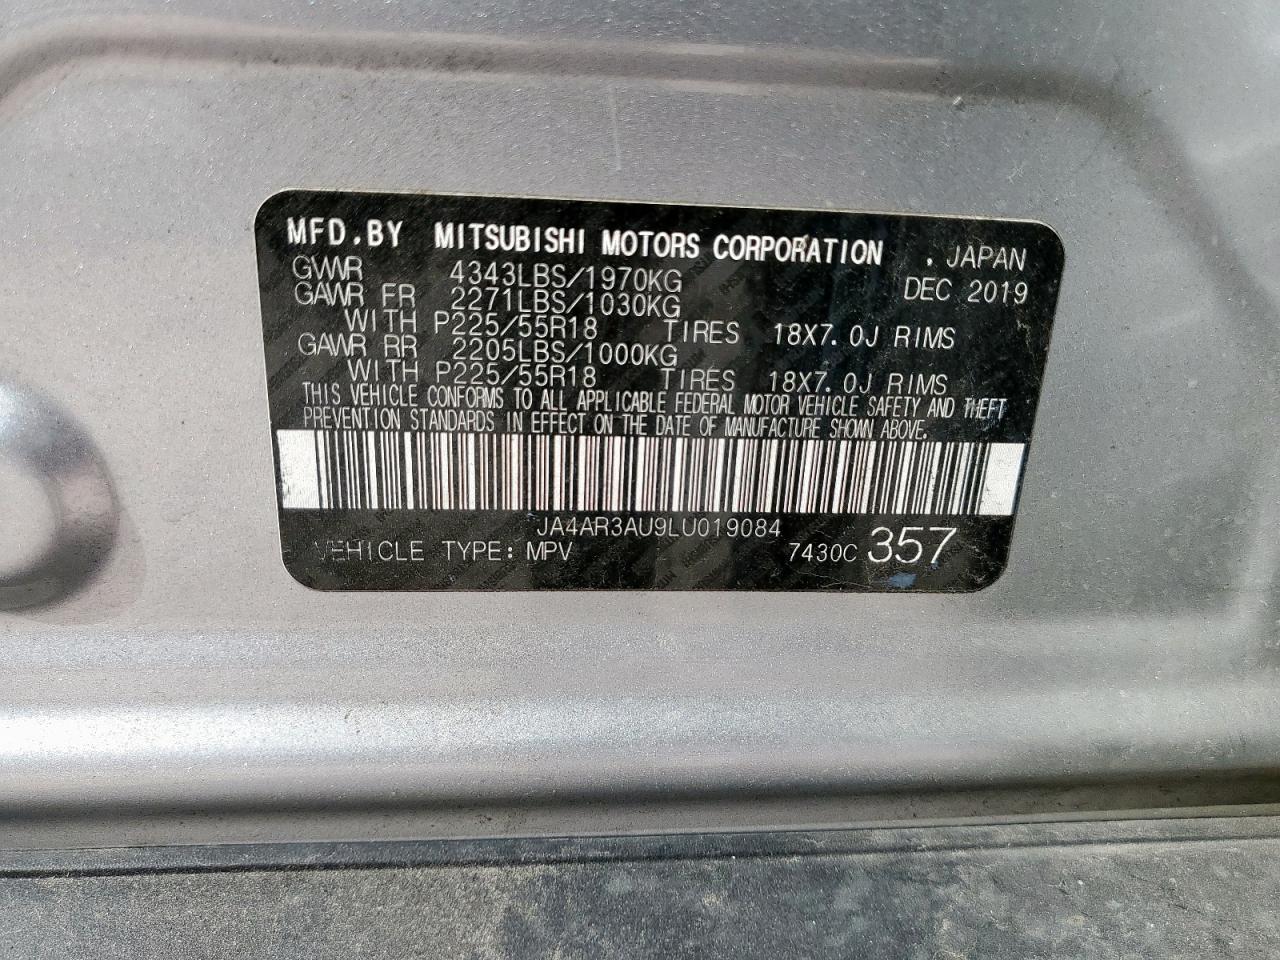 MFD.BY MITSUBISHI MOTORS CORPORATION . JAPAN
GVWR 4343LBS/1970KG DEC 2019
GAWR FR 2271LBS/1030KG
WITH P225/55R18 TIRES 18X7.0J RIMS
GAWR RR 2205LBS/1000KG
WITH P225/55R18 TIRES 18X7.0J RIMS
THIS VEHICLE CONFORMS TO ALL APPLICABLE FEDERAL MOTOR VEHICLE SAFETY AND THEFT
PREVENTION STANDARDS IN EFFECT ON THE DATE OF MANUFACTURE SHOWN ABOVE.
JA4AR3AU9LU019084
VEHICLE TYPE: MPV 7430C 357